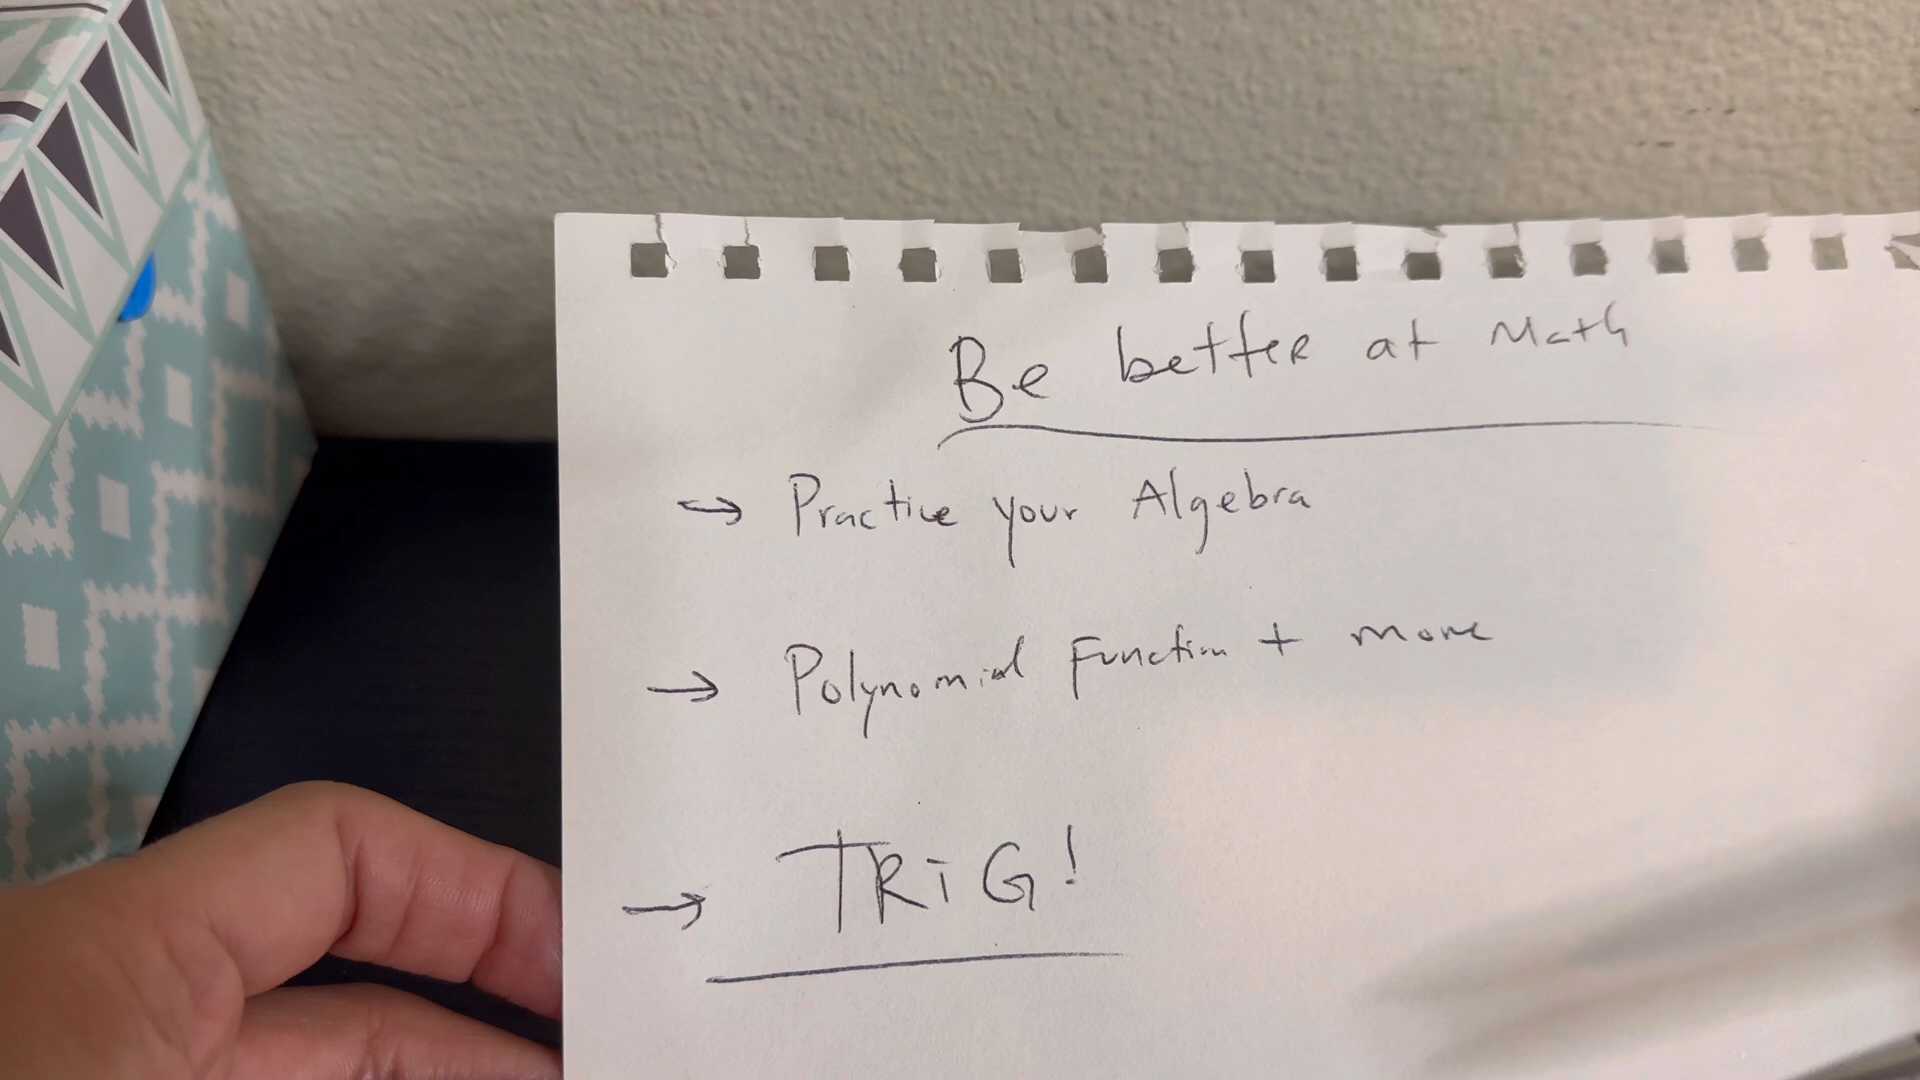 Be better at Math
→ Practice your Algebra
→ Polynomial Function + more
→ TRiG!